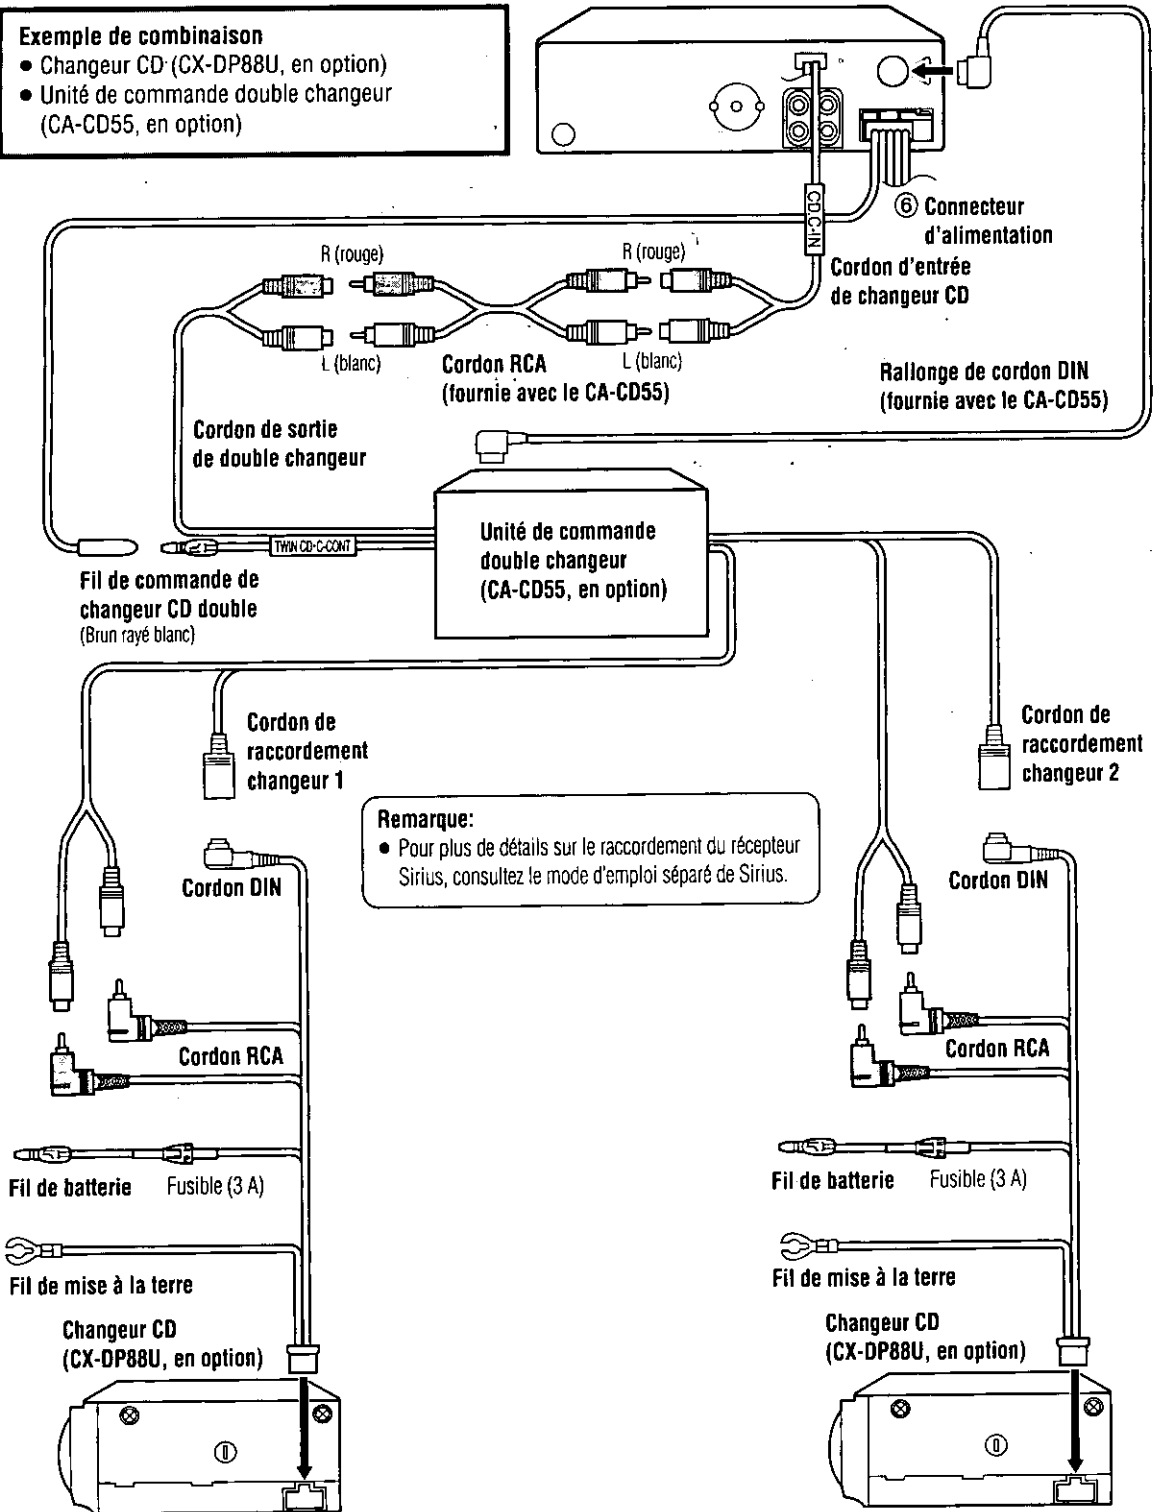 Exemple de combinaison
● Changeur CD (CX-DP88U, en option)
● Unité de commande double changeur
(CA-CD55, en option)
⑥ Connecteur
d'alimentation
CD·C-IN
Cordon d'entrée
de changeur CD
R (rouge)
R (rouge)
L (blanc)
L (blanc)
Cordon RCA
(fournie avec le CA-CD55)
Rallonge de cordon DIN
(fournie avec le CA-CD55)
Cordon de sortie
de double changeur
TWIN CD·C-CONT
Unité de commande
double changeur
(CA-CD55, en option)
Fil de commande de
changeur CD double
(Brun rayé blanc)
Cordon de
raccordement
changeur 1
Cordon de
raccordement
changeur 2
Remarque:
● Pour plus de détails sur le raccordement du récepteur
Sirius, consultez le mode d'emploi séparé de Sirius.
Cordon DIN
Cordon DIN
Cordon RCA
Cordon RCA
Fil de batterie
Fusible (3 A)
Fil de batterie
Fusible (3 A)
Fil de mise à la terre
Fil de mise à la terre
Changeur CD
(CX-DP88U, en option)
Changeur CD
(CX-DP88U, en option)